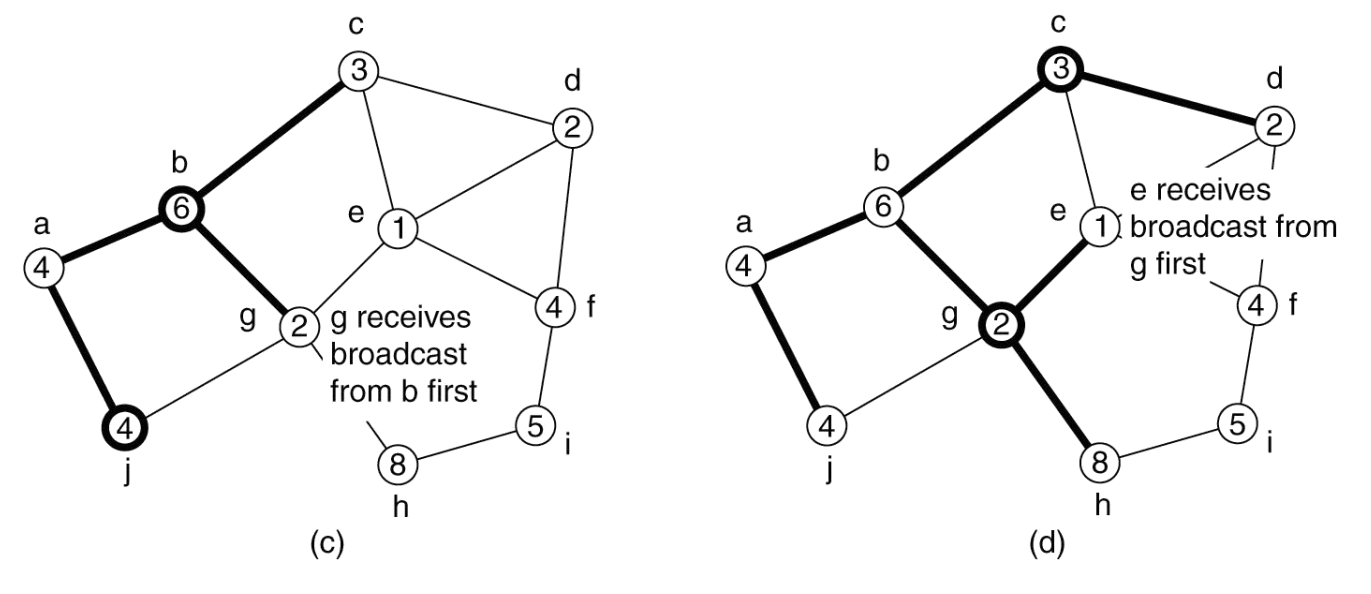 c
3
d
2
b
6
a
4
e
1
g
2
g receives
broadcast
from b first
4
f
4
j
5
i
8
h
(c)
c
3
d
2
b
6
a
4
e
1
e receives
broadcast from
g first
g
2
4
f
4
j
5
i
8
h
(d)